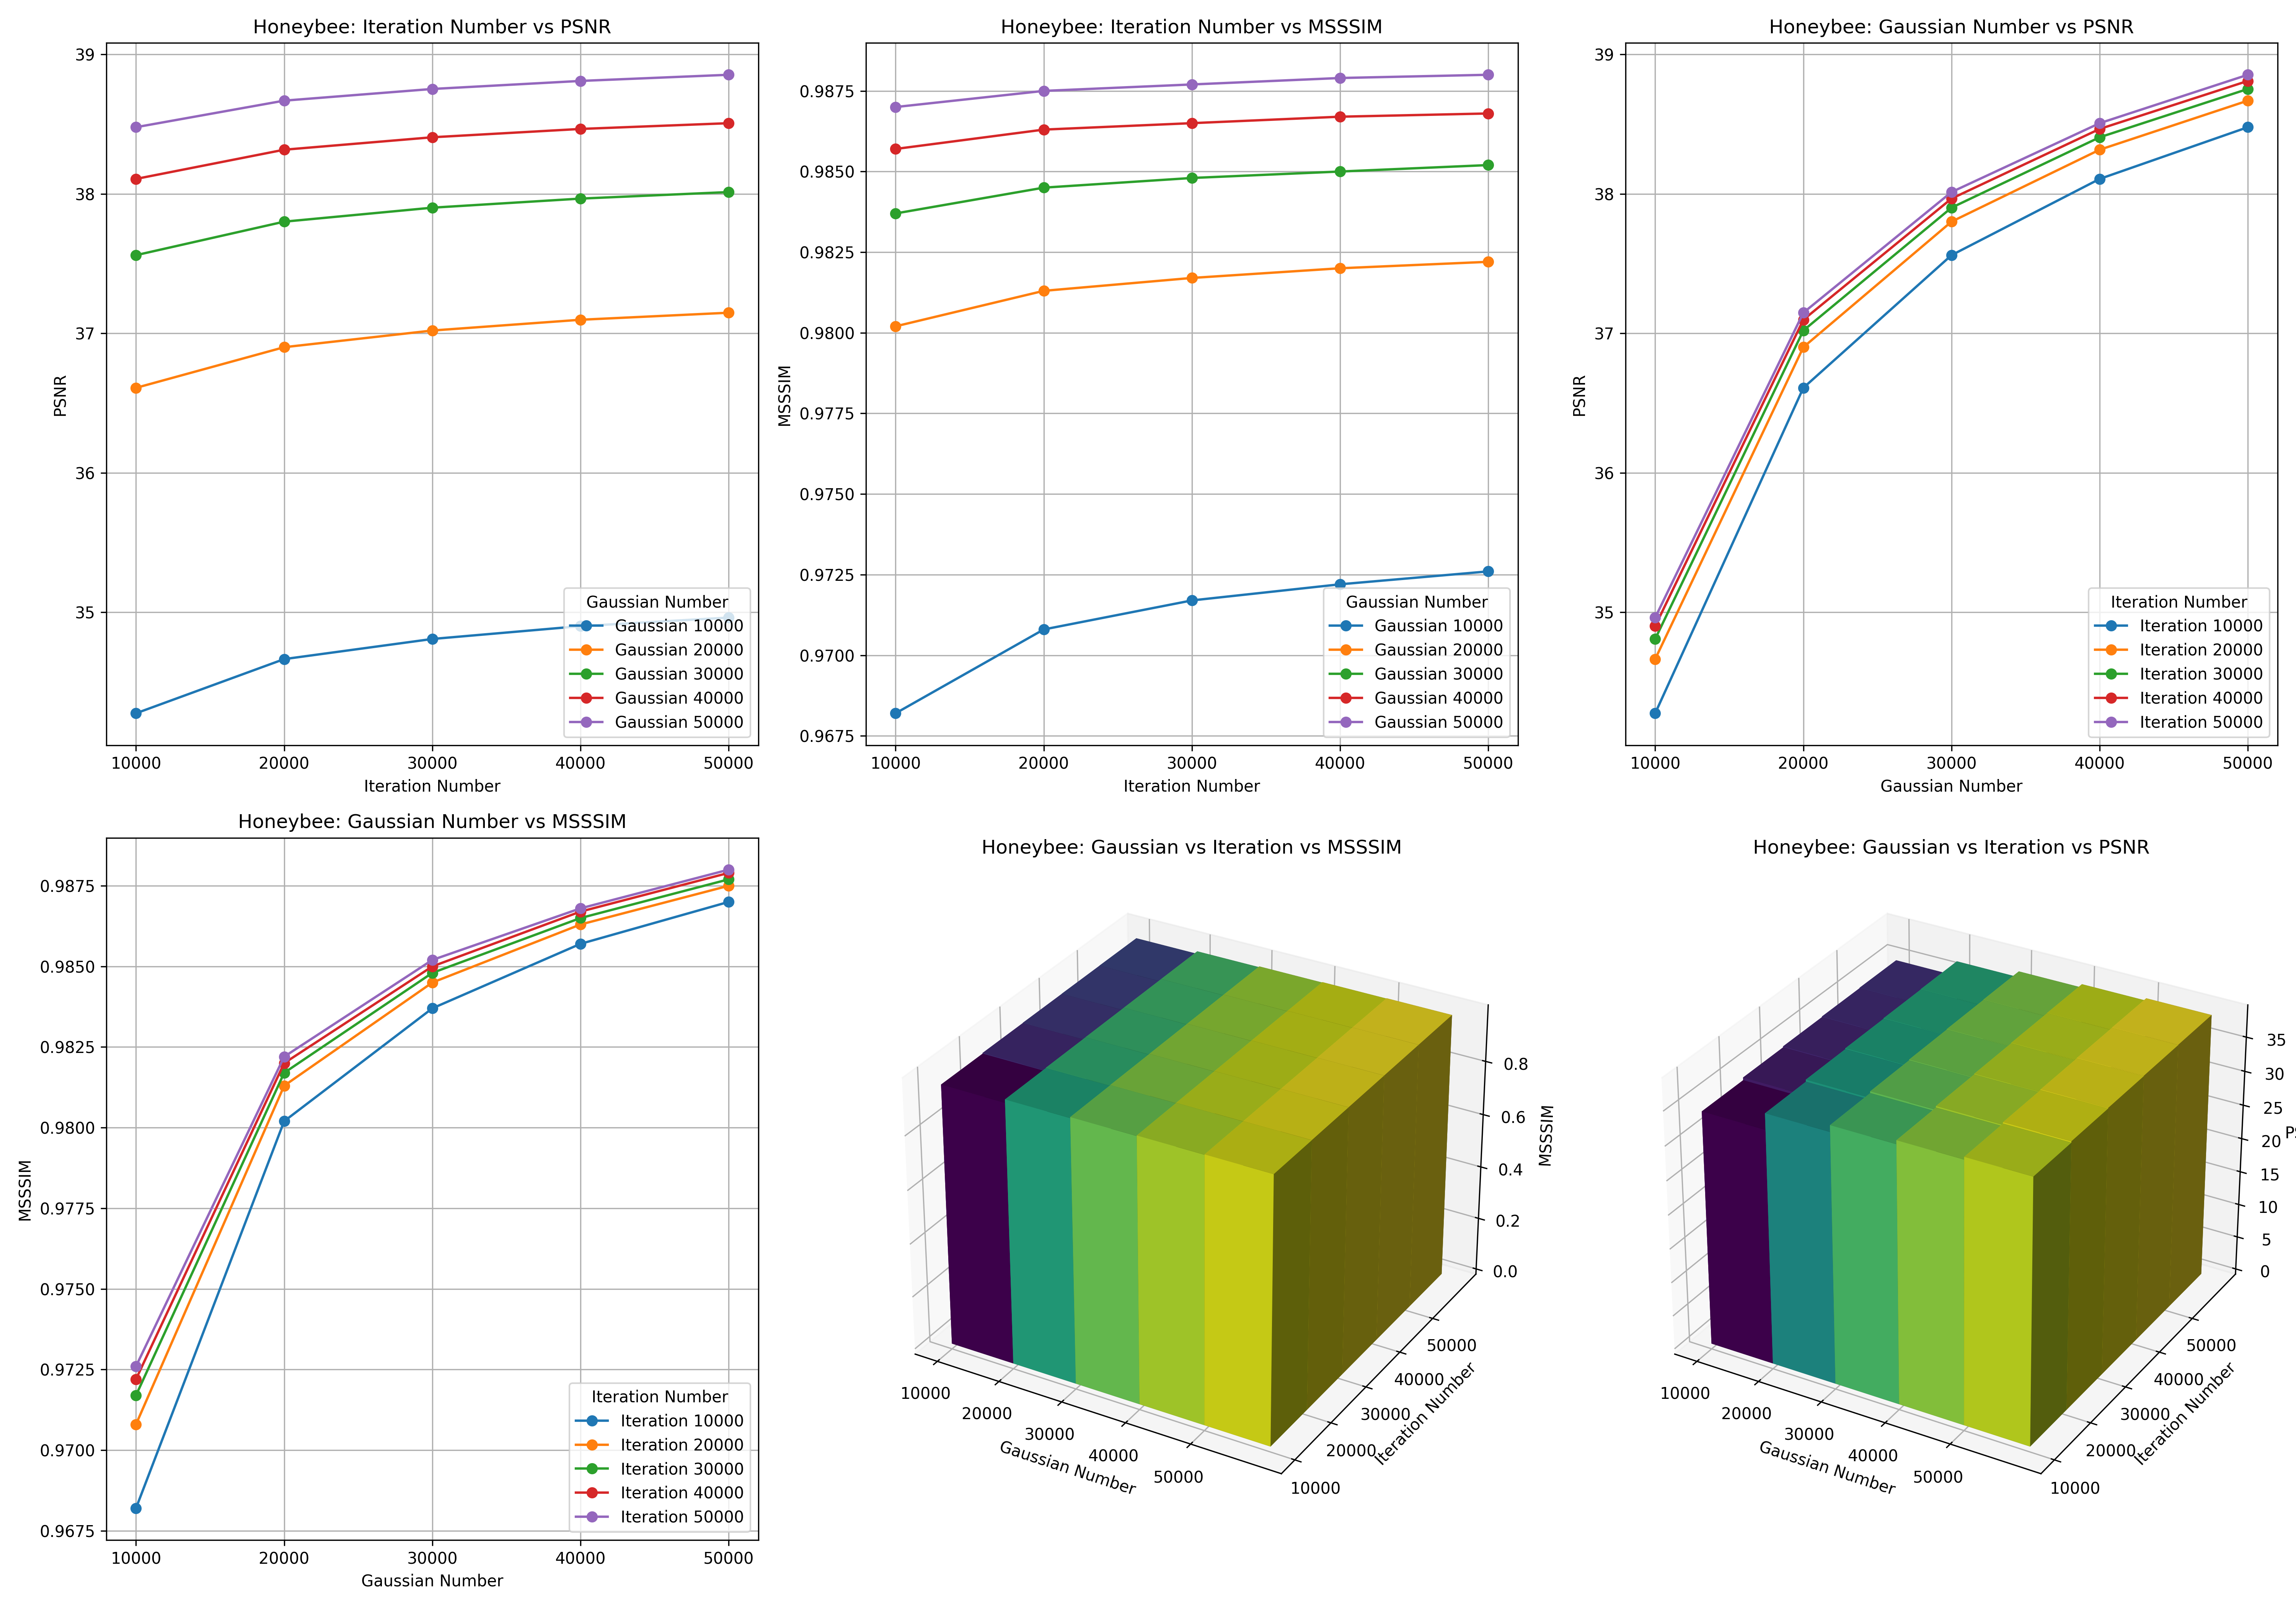 Honeybee: Iteration Number vs PSNR
39
38
37
36
35
PSNR
10000 20000 30000 40000 50000
Iteration Number
Gaussian Number
Gaussian 10000
Gaussian 20000
Gaussian 30000
Gaussian 40000
Gaussian 50000
Honeybee: Iteration Number vs MSSSIM
0.9875
0.9850
0.9825
0.9800
0.9775
0.9750
0.9725
0.9700
0.9675
MSSSIM
10000 20000 30000 40000 50000
Iteration Number
Gaussian Number
Gaussian 10000
Gaussian 20000
Gaussian 30000
Gaussian 40000
Gaussian 50000
Honeybee: Gaussian Number vs PSNR
39
38
37
36
35
PSNR
10000 20000 30000 40000 50000
Gaussian Number
Iteration Number
Iteration 10000
Iteration 20000
Iteration 30000
Iteration 40000
Iteration 50000
Honeybee: Gaussian Number vs MSSSIM
0.9875
0.9850
0.9825
0.9800
0.9775
0.9750
0.9725
0.9700
0.9675
MSSSIM
10000 20000 30000 40000 50000
Gaussian Number
Iteration Number
Iteration 10000
Iteration 20000
Iteration 30000
Iteration 40000
Iteration 50000
Honeybee: Gaussian vs Iteration vs MSSSIM
0.8
0.6
0.4
0.2
0.0
MSSSIM
10000
20000
30000
40000
50000
Gaussian Number
50000
40000
30000
20000
10000
Iteration Number
Honeybee: Gaussian vs Iteration vs PSNR
35
30
25
20
15
10
5
0
10000
20000
30000
40000
50000
Gaussian Number
50000
40000
30000
20000
10000
Iteration Number